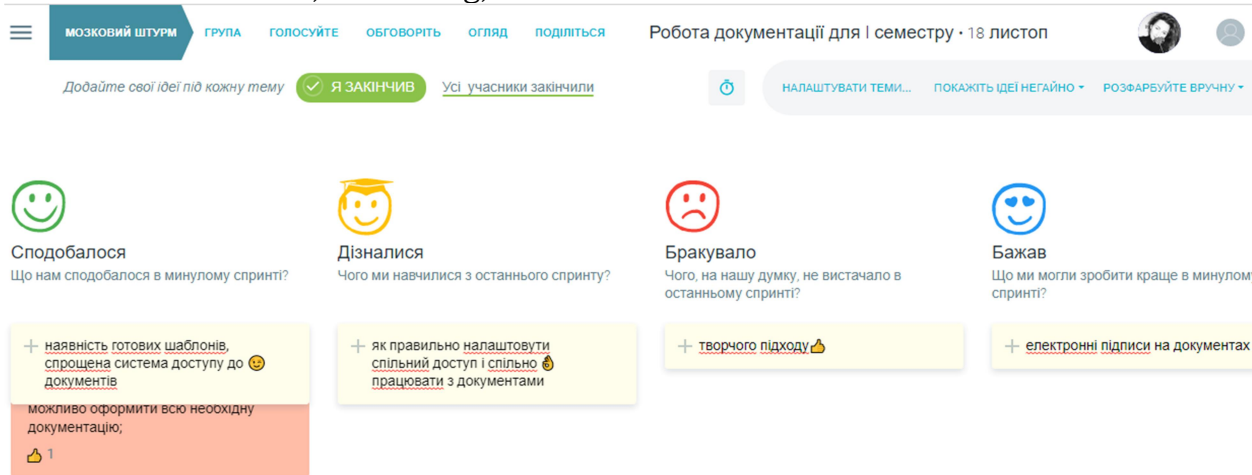 МОЗКОВИЙ ШТУРМ ГРУПА ГОЛОСУЙТЕ ОБГОВОРІТЬ ОГЛЯД ПОДІЛІТЬСЯ Робота документації для І семестру • 18 листоп
Додайте свої ідеї під кожну тему Я ЗАКІНЧИВ Усі учасники закінчили НАЛАШТУВАТИ ТЕМИ... ПОКАЖІТЬ ІДЕЇ НЕГАЙНО РОЗФАРБУЙТЕ ВРУЧНУ
Сподобалося
Що нам сподобалося в минулому спринті?
наявність готових шаблонів,
спрощена система доступу до 😉
документів
можливо оформити всю необхідну
документацію;
👍 1
Дізналися
Чого ми навчилися з останнього спринту?
як правильно налаштовути
спільний доступ і спільно 👌
працювати з документами
Бракувало
Чого, на нашу думку, не вистачало в
останньому спринті?
творчого підходу👍
Бажав
Що ми могли зробити краще в минулому
спринті?
електронні підписи на документах